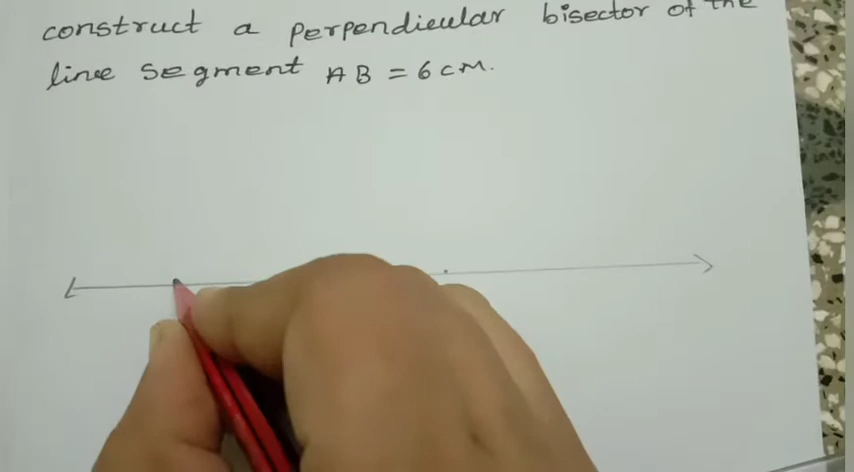 construct a perpendicular bisector of the
line segment AB = 6 cm.